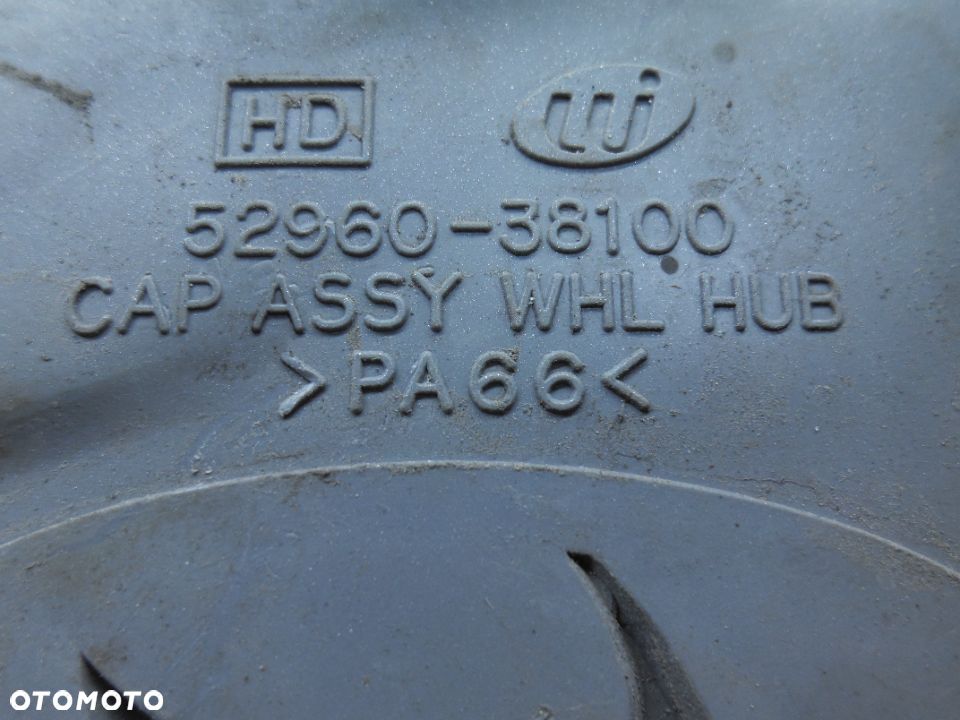 HD
52960-38100
CAP ASSY WHL HUB
>PA66<
OTOMOTO